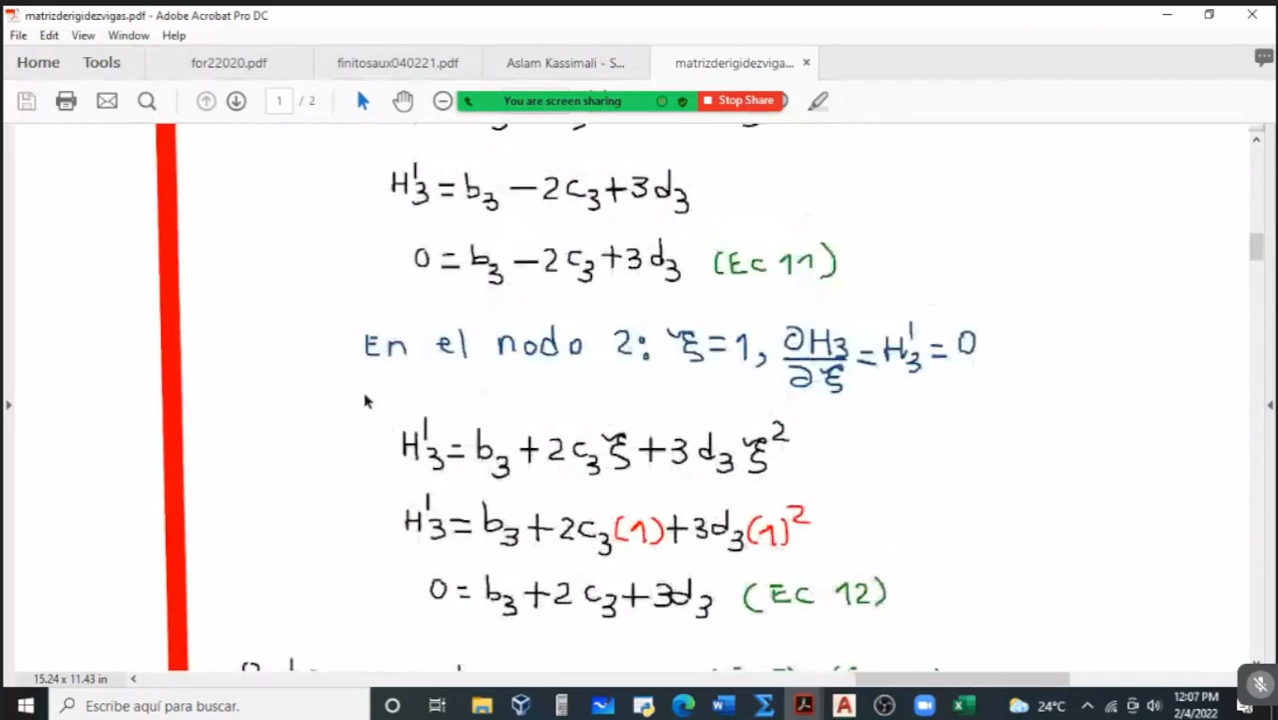 matrizderigidezvigas.pdf - Adobe Acrobat Pro DC
File Edit View Window Help
Home Tools for22020.pdf finitosaux040221.pdf Aslam Kassimali - S... matrizderigidezviga... ×
1 / 2 You are screen sharing Stop Share
H'₃ = b₃ − 2c₃ + 3d₃
0 = b₃ − 2c₃ + 3d₃ (Ec 11)
En el nodo 2: ξ = 1, ∂H₃/∂ξ = H'₃ = 0
H'₃ = b₃ + 2c₃ξ + 3d₃ξ²
H'₃ = b₃ + 2c₃(1) + 3d₃(1)²
0 = b₃ + 2c₃ + 3d₃ (Ec 12)
15.24 x 11.43 in
Escribe aquí para buscar. 24°C 12:07 PM
2/4/2022